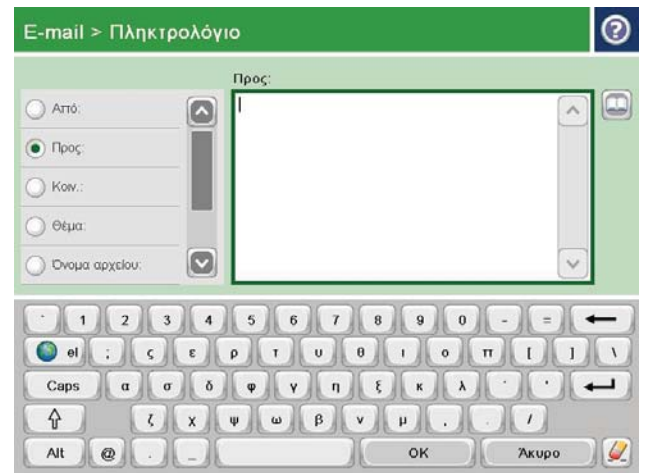 E-mail > Πληκτρολόγιο
?
Προς:
Από:
Προς:
Κοιν.:
Θέμα:
Όνομα αρχείου:
1 2 3 4 5 6 7 8 9 0 - =
el ; ς ε ρ τ υ θ ι ο π [ ] \
Caps α σ δ φ γ η ξ κ λ
ζ χ ψ ω β ν μ . . /
Alt @ . _ OK Άκυρο